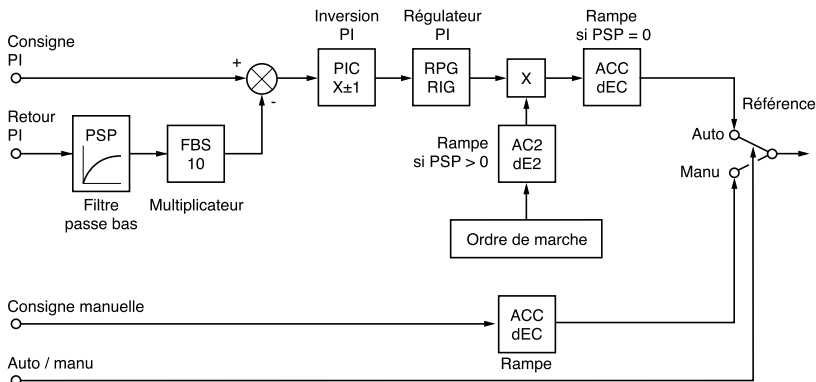 Consigne
PI
+
-
Inversion
PI
PIC
X±1
Régulateur
PI
RPG
RIG
X
Rampe
si PSP = 0
ACC
dEC
Référence
Auto
Manu
Retour
PI
PSP
Filtre
passe bas
FBS
10
Multiplicateur
Rampe
si PSP > 0
AC2
dE2
Ordre de marche
Consigne manuelle
ACC
dEC
Rampe
Auto / manu